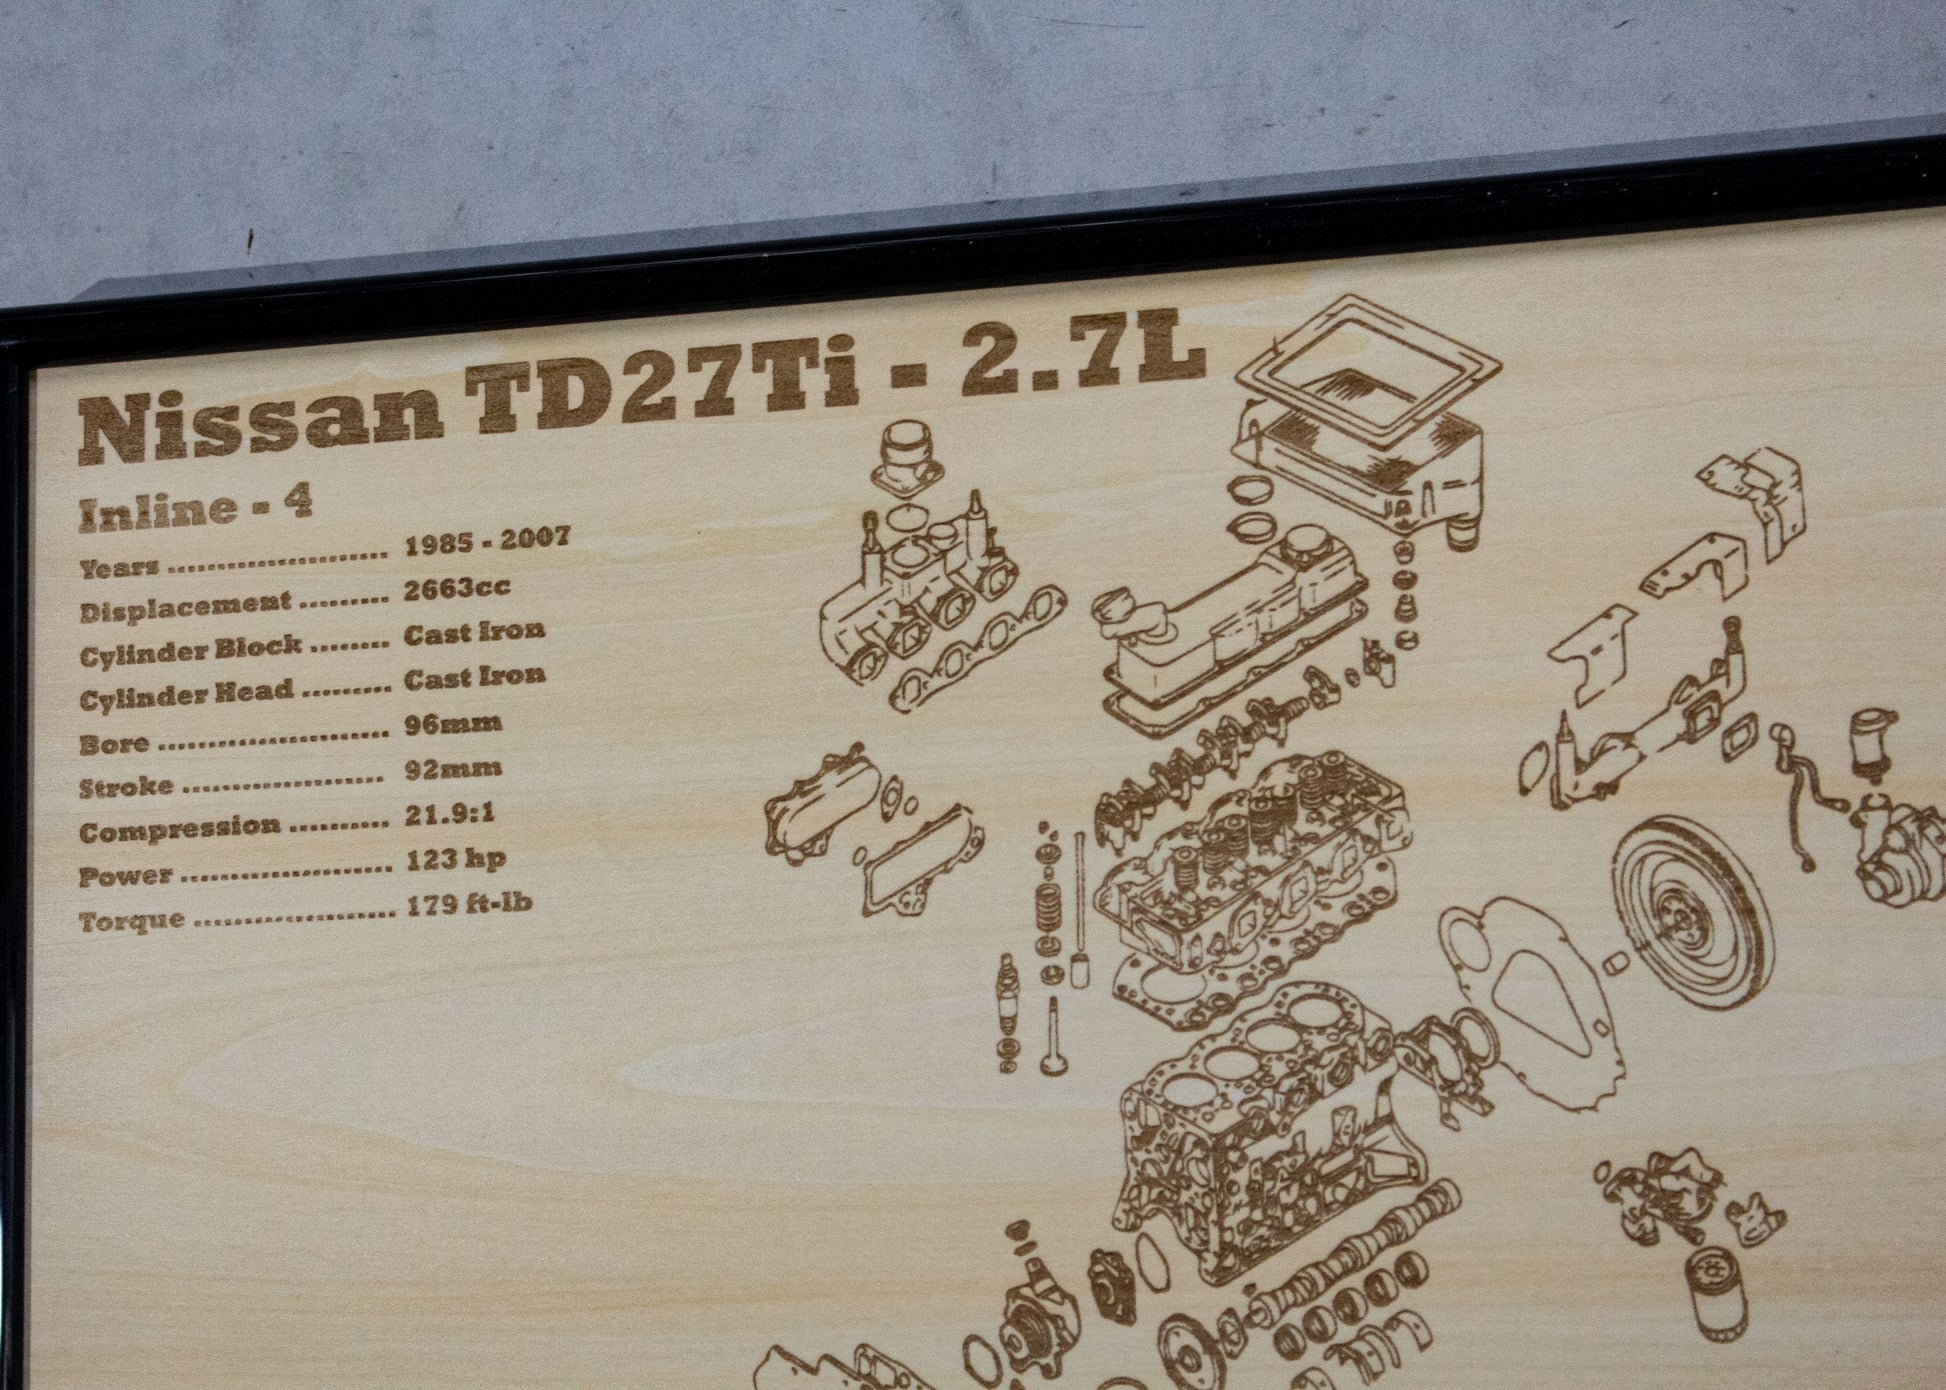 Nissan TD27Ti - 2.7L
Inline - 4
Years ...................... 1985 - 2007
Displacement ......... 2663cc
Cylinder Block ........ Cast Iron
Cylinder Head ......... Cast Iron
Bore ....................... 96mm
Stroke .................... 92mm
Compression .......... 21.9:1
Power ..................... 123 hp
Torque .................... 179 ft-lb